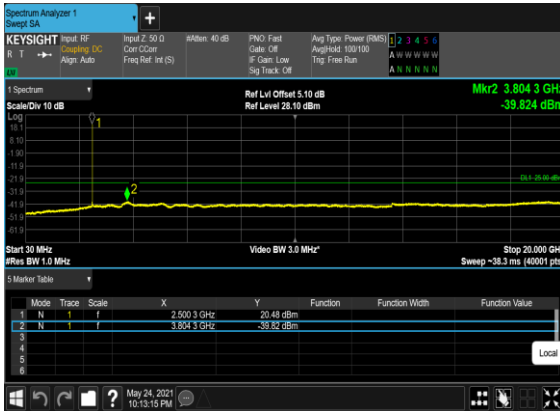 Spectrum Analyzer 1
Swept SA
KEYSIGHT
R T
Input: RF
Coupling: DC
Align: Auto
Input Z: 50 Ω
Corr CCorr
Freq Ref: Int (S)
#Atten: 40 dB
PNO: Fast
Gate: Off
IF Gain: Low
Sig Track: Off
Avg Type: Power (RMS)
Avg|Hold: 100/100
Trig: Free Run
1 2 3 4 5 6
A W W W W W
A N N N N N
1 Spectrum
Scale/Div 10 dB
Ref Lvl Offset 5.10 dB
Ref Level 28.10 dBm
Mkr2 3.804 3 GHz
-39.824 dBm
Log
1
18.1
8.10
-1.90
-11.9
-21.9
DL1 -25.00 dBm
-31.9
2
-41.9
-51.9
-61.9
Start 30 MHz
Video BW 3.0 MHz*
Stop 20.000 GHz
#Res BW 1.0 MHz
Sweep ~38.3 ms (40001 pts)
5 Marker Table
Mode Trace Scale X Y Function Function Width Function Value
1 N 1 f 2.500 3 GHz 20.48 dBm
2 N 1 f 3.804 3 GHz -39.82 dBm
3
4
5
6
Local
?
May 24, 2021
10:13:15 PM